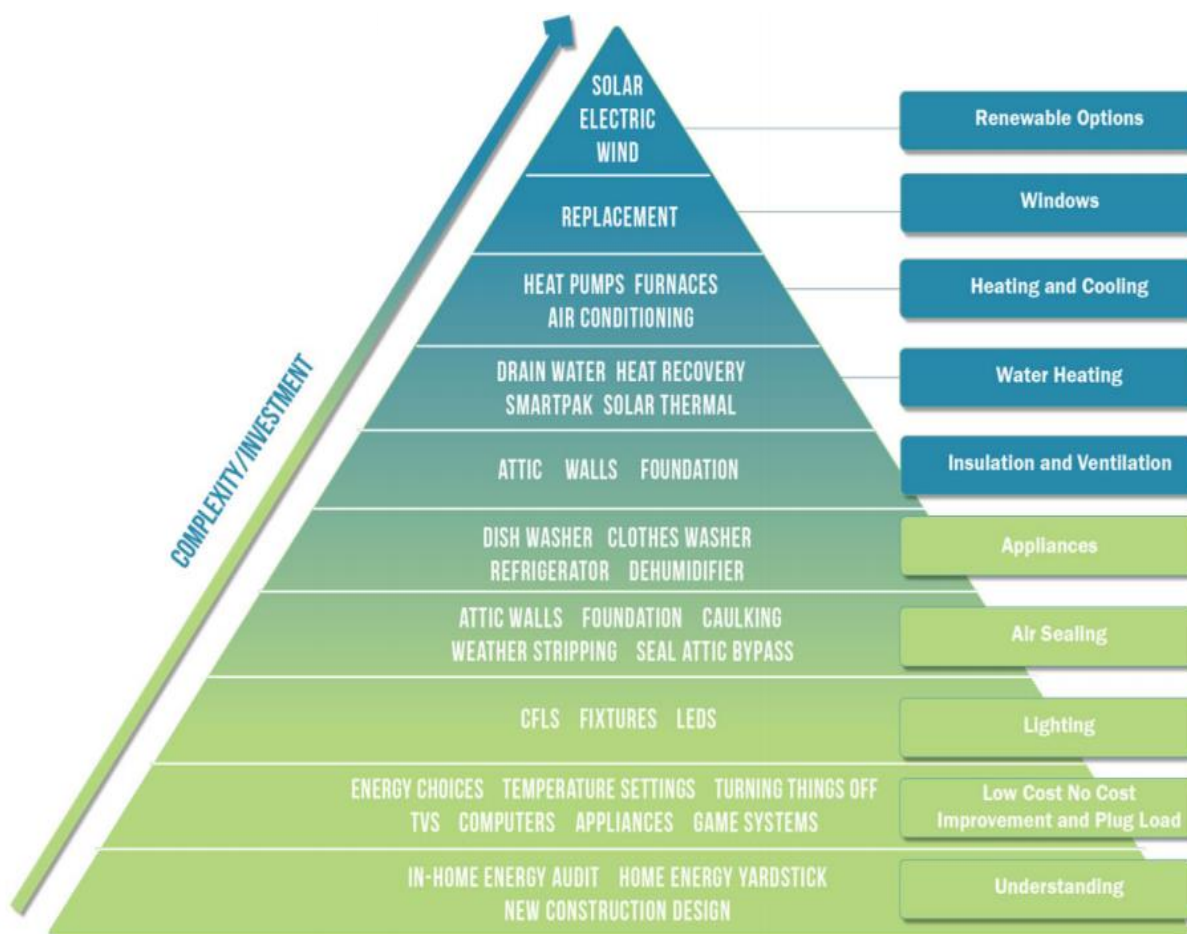 SOLAR
ELECTRIC
WIND
Renewable Options
REPLACEMENT
Windows
HEAT PUMPS FURNACES
AIR CONDITIONING
Heating and Cooling
DRAIN WATER HEAT RECOVERY
SMARTPAK SOLAR THERMAL
Water Heating
ATTIC WALLS FOUNDATION
Insulation and Ventilation
DISH WASHER CLOTHES WASHER
REFRIGERATOR DEHUMIDIFIER
Appliances
ATTIC WALLS FOUNDATION CAULKING
WEATHER STRIPPING SEAL ATTIC BYPASS
Air Sealing
CFLS FIXTURES LEDS
Lighting
ENERGY CHOICES TEMPERATURE SETTINGS TURNING THINGS OFF
TVS COMPUTERS APPLIANCES GAME SYSTEMS
Low Cost No Cost
Improvement and Plug Load
IN-HOME ENERGY AUDIT HOME ENERGY YARDSTICK
NEW CONSTRUCTION DESIGN
Understanding
COMPLEXITY/INVESTMENT